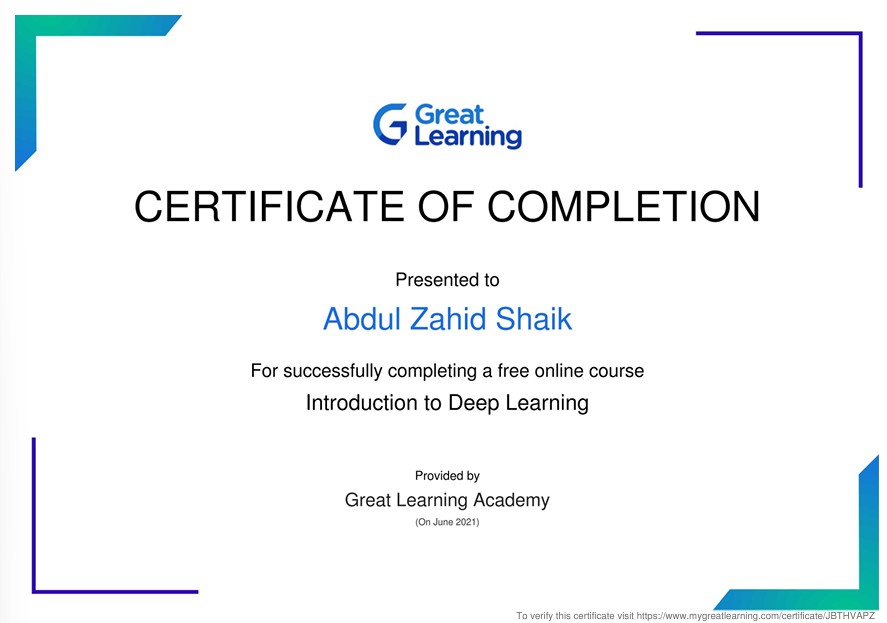 Great
Learning
CERTIFICATE OF COMPLETION
Presented to
Abdul Zahid Shaik
For successfully completing a free online course
Introduction to Deep Learning
Provided by
Great Learning Academy
(On June 2021)
To verify this certificate visit https://www.mygreatlearning.com/certificate/JBTHVAPZ